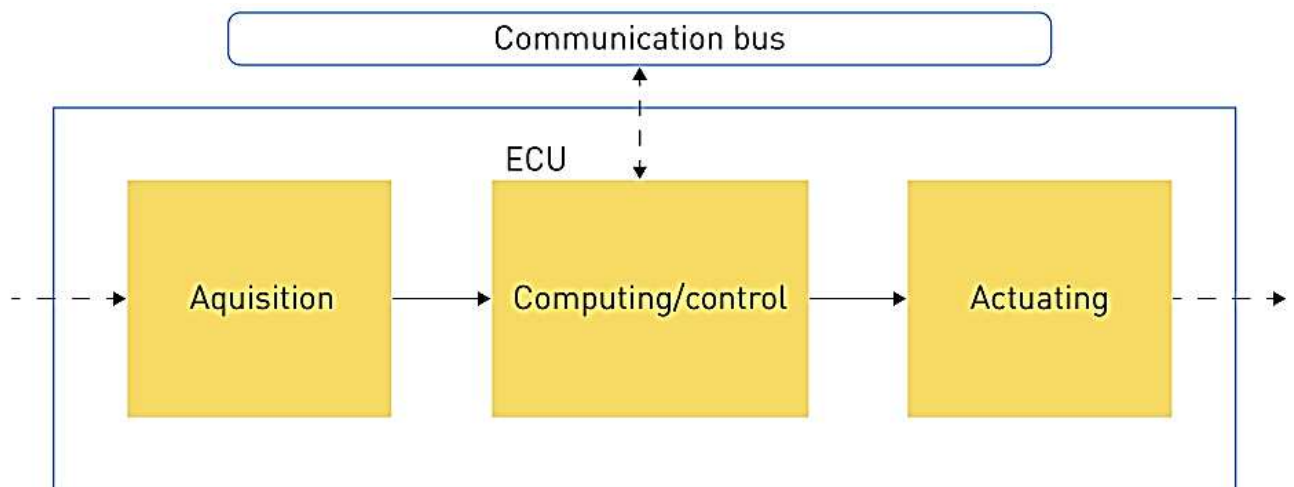 Communication bus
ECU
Aquisition
Computing/control
Actuating